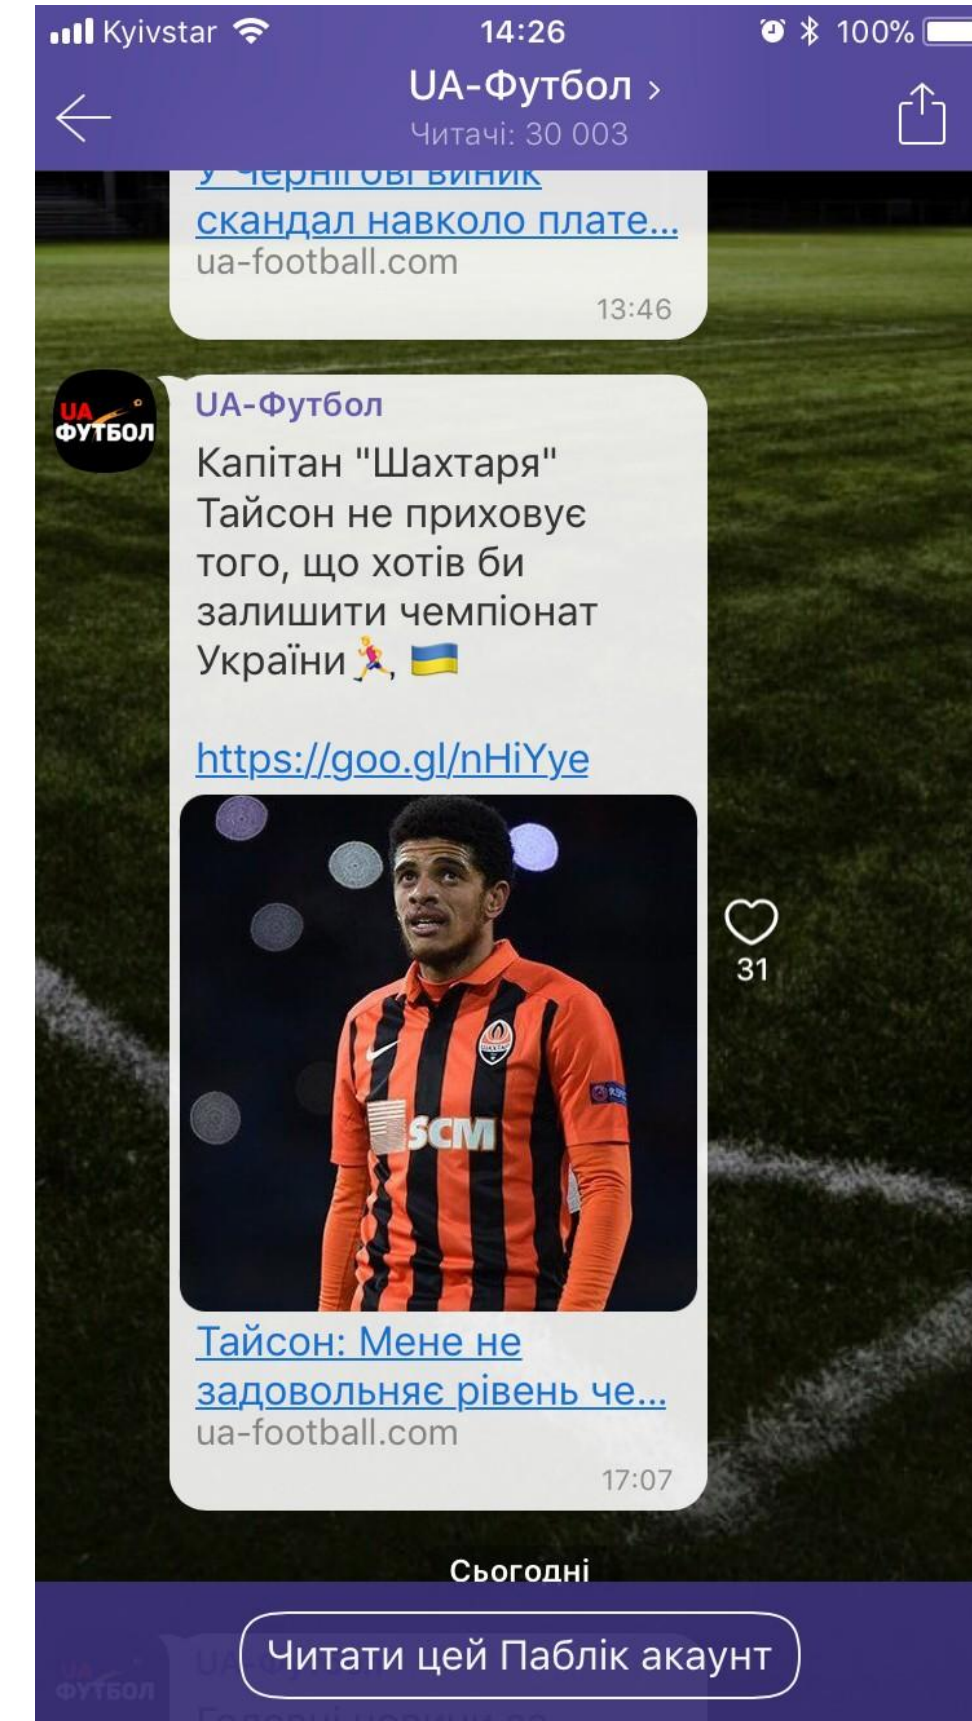 Kyivstar
14:26
100%
UA-Футбол
Читачі: 30 003
У Чернігові виник
скандал навколо плате...
ua-football.com
13:46
UA
ФУТБОЛ
UA-Футбол
Капітан "Шахтаря"
Тайсон не приховує
того, що хотів би
залишити чемпіонат
України🏃, 🇺🇦
https://goo.gl/nHiYye
SCM
31
Тайсон: Мене не
задовольняє рівень че...
ua-football.com
17:07
Сьогодні
Читати цей Паблік акаунт